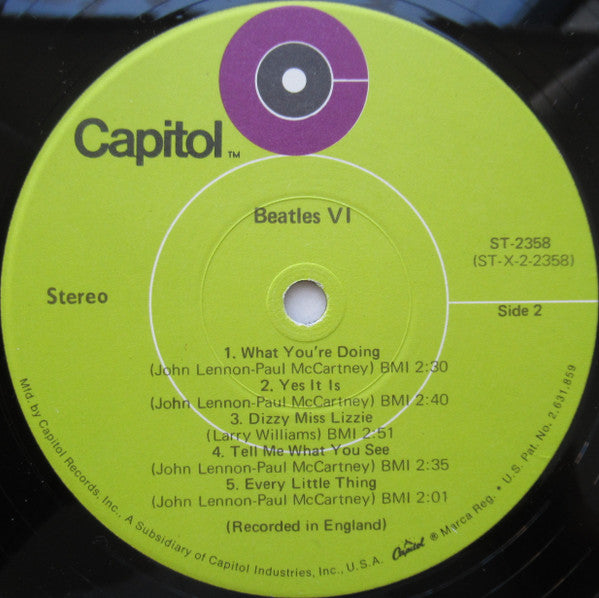 Capitol™
Beatles VI
ST-2358
(ST-X-2-2358)
Stereo
Side 2
1. What You're Doing
(John Lennon-Paul McCartney) BMI 2:30
2. Yes It Is
(John Lennon-Paul McCartney) BMI 2:40
3. Dizzy Miss Lizzie
(Larry Williams) BMI 2:51
4. Tell Me What You See
(John Lennon-Paul McCartney) BMI 2:35
5. Every Little Thing
(John Lennon-Paul McCartney) BMI 2:01
(Recorded in England)
Mfd. by Capitol Records, Inc., A Subsidiary of Capitol Industries, Inc., U.S.A. Capitol ® Marca Reg. • U.S. Pat. No. 2,631,859